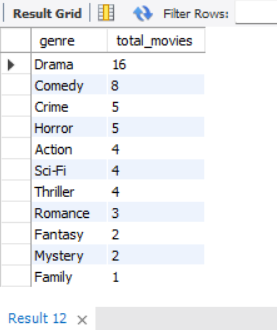 Result Grid Filter Rows:
genre total_movies
Drama 16
Comedy 8
Crime 5
Horror 5
Action 4
Sci-Fi 4
Thriller 4
Romance 3
Fantasy 2
Mystery 2
Family 1
Result 12 ×